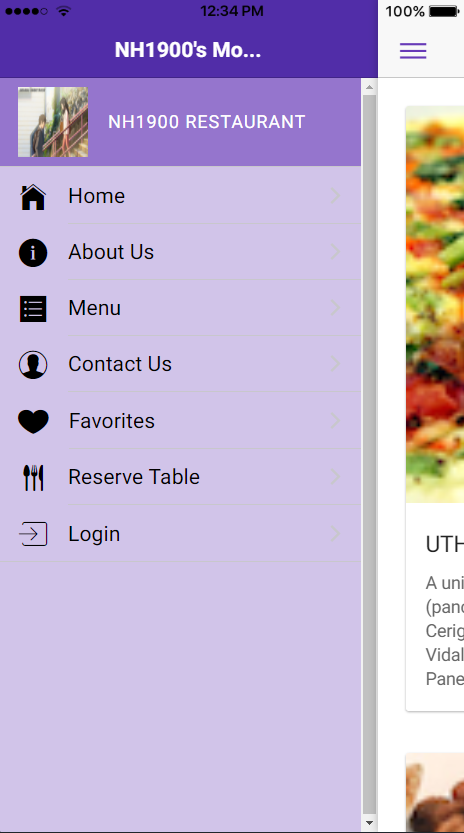 12:34 PM
100%
NH1900's Mo...
NH1900 RESTAURANT
Home
About Us
Menu
Contact Us
Favorites
Reserve Table
Login
UTH
A uni
(panc
Cerig
Vidal
Pane